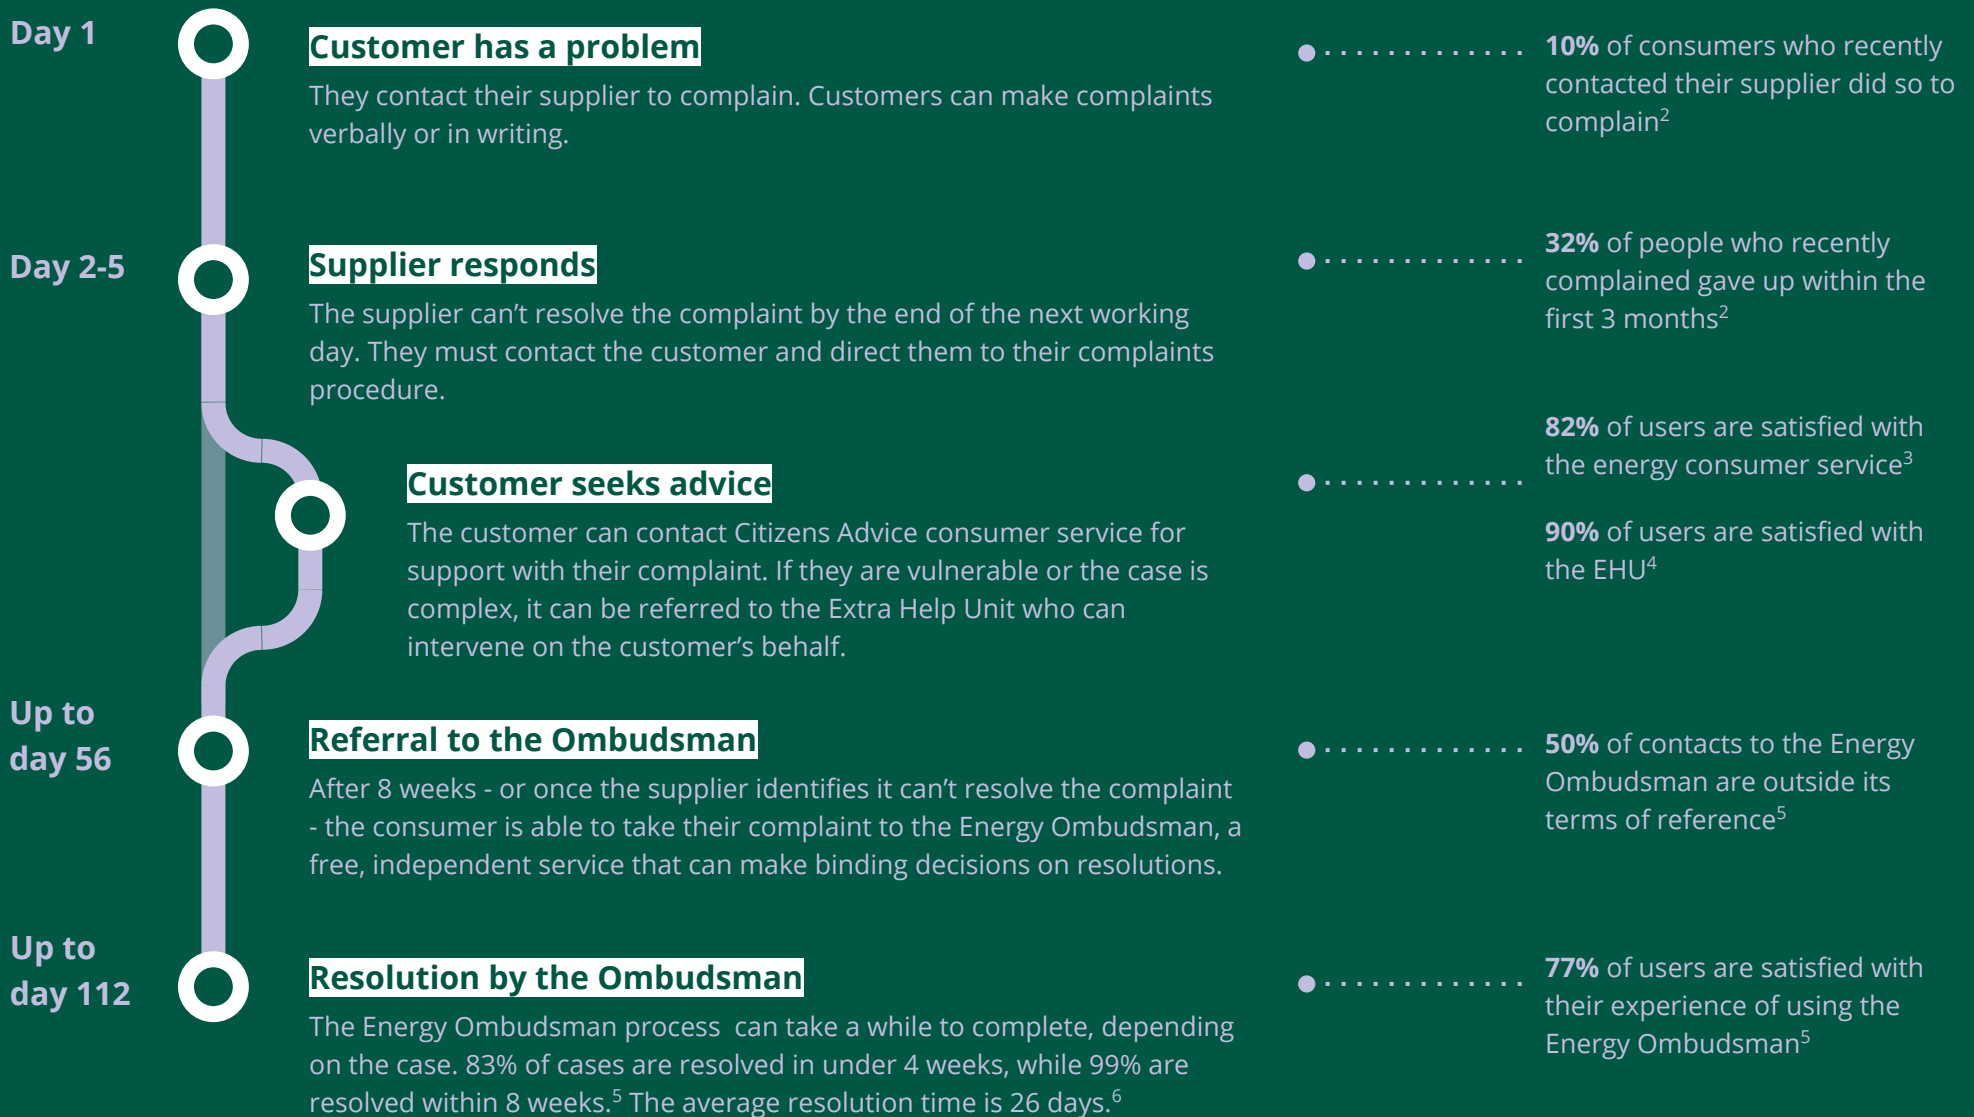 Day 1
Customer has a problem
They contact their supplier to complain. Customers can make complaints
verbally or in writing.
10% of consumers who recently
contacted their supplier did so to
complain²
Day 2-5
Supplier responds
The supplier can’t resolve the complaint by the end of the next working
day. They must contact the customer and direct them to their complaints
procedure.
32% of people who recently
complained gave up within the
first 3 months²
Customer seeks advice
The customer can contact Citizens Advice consumer service for
support with their complaint. If they are vulnerable or the case is
complex, it can be referred to the Extra Help Unit who can
intervene on the customer’s behalf.
82% of users are satisfied with
the energy consumer service³
90% of users are satisfied with
the EHU⁴
Up to
day 56
Referral to the Ombudsman
After 8 weeks - or once the supplier identifies it can’t resolve the complaint
- the consumer is able to take their complaint to the Energy Ombudsman, a
free, independent service that can make binding decisions on resolutions.
50% of contacts to the Energy
Ombudsman are outside its
terms of reference⁵
Up to
day 112
Resolution by the Ombudsman
The Energy Ombudsman process  can take a while to complete, depending
on the case. 83% of cases are resolved in under 4 weeks, while 99% are
resolved within 8 weeks.⁵ The average resolution time is 26 days.⁶
77% of users are satisfied with
their experience of using the
Energy Ombudsman⁵